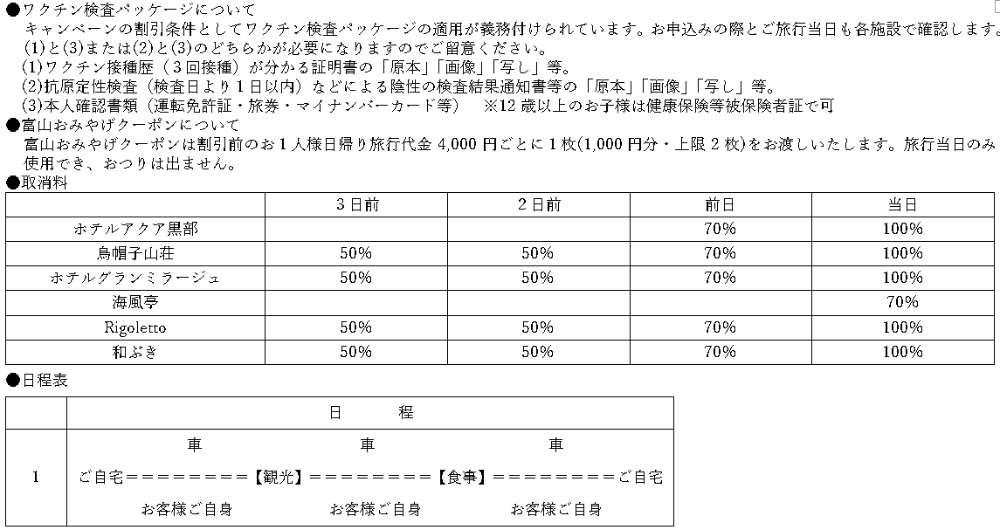 ●ワクチン検査パッケージについて
キャンペーンの割引条件としてワクチン検査パッケージの適用が義務付けられています。お申込みの際とご旅行当日も各施設で確認します。
(1)と(3)または(2)と(3)のどちらかが必要になりますのでご留意ください。
(1)ワクチン接種歴（３回接種）が分かる証明書の「原本」「画像」「写し」等。
(2)抗原定性検査（検査日より１日以内）などによる陰性の検査結果通知書等の「原本」「画像」「写し」等。
(3)本人確認書類（運転免許証・旅券・マイナンバーカード等）　※12 歳以上のお子様は健康保険等被保険者証で可
●富山おみやげクーポンについて
富山おみやげクーポンは割引前のお１人様日帰り旅行代金 4,000 円ごとに１枚(1,000 円分・上限２枚)をお渡しいたします。旅行当日のみ
使用でき、おつりは出ません。
●取消料
３日前 ２日前 前日 当日
ホテルアクア黒部 70% 100%
烏帽子山荘 50% 50% 70% 100%
ホテルグランミラージュ 50% 50% 70% 100%
海風亭 70%
Rigoletto 50% 50% 70% 100%
和ぶき 50% 50% 70% 100%
●日程表
日　　程
車 車 車
1 ご自宅＝＝＝＝＝＝＝＝【観光】＝＝＝＝＝＝＝＝【食事】＝＝＝＝＝＝＝＝ご自宅
お客様ご自身 お客様ご自身 お客様ご自身